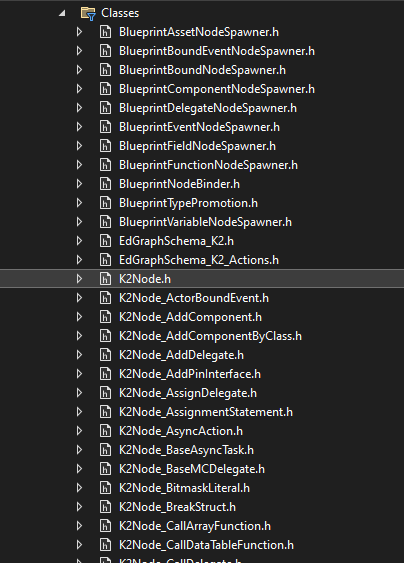 Classes
BlueprintAssetNodeSpawner.h
BlueprintBoundEventNodeSpawner.h
BlueprintBoundNodeSpawner.h
BlueprintComponentNodeSpawner.h
BlueprintDelegateNodeSpawner.h
BlueprintEventNodeSpawner.h
BlueprintFieldNodeSpawner.h
BlueprintFunctionNodeSpawner.h
BlueprintNodeBinder.h
BlueprintTypePromotion.h
BlueprintVariableNodeSpawner.h
EdGraphSchema_K2.h
EdGraphSchema_K2_Actions.h
K2Node.h
K2Node_ActorBoundEvent.h
K2Node_AddComponent.h
K2Node_AddComponentByClass.h
K2Node_AddDelegate.h
K2Node_AddPinInterface.h
K2Node_AssignDelegate.h
K2Node_AssignmentStatement.h
K2Node_AsyncAction.h
K2Node_BaseAsyncTask.h
K2Node_BaseMCDelegate.h
K2Node_BitmaskLiteral.h
K2Node_BreakStruct.h
K2Node_CallArrayFunction.h
K2Node_CallDataTableFunction.h
K2Node_CallDelegate.h